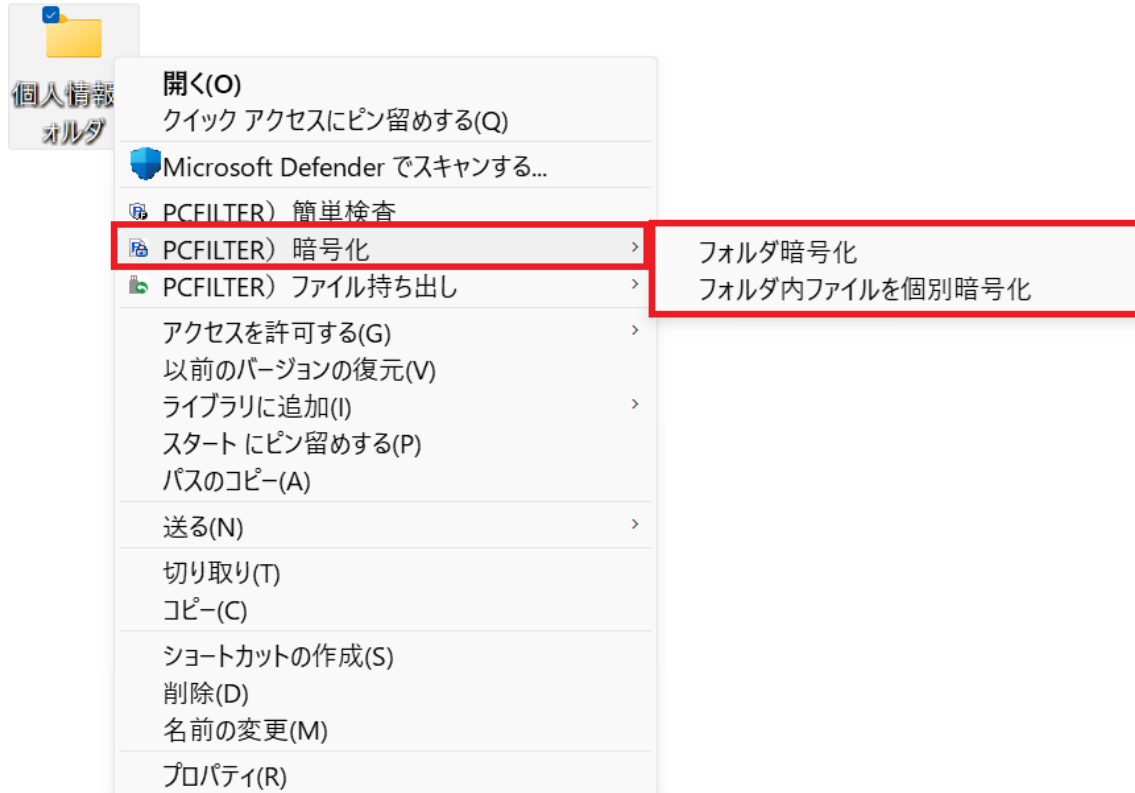 個人情報
ォルダ
開く(O)
クイック アクセスにピン留めする(Q)
Microsoft Defender でスキャンする...
PCFILTER）簡単検査
PCFILTER）暗号化
フォルダ暗号化
フォルダ内ファイルを個別暗号化
PCFILTER）ファイル持ち出し
アクセスを許可する(G)
以前のバージョンの復元(V)
ライブラリに追加(I)
スタート にピン留めする(P)
パスのコピー(A)
送る(N)
切り取り(T)
コピー(C)
ショートカットの作成(S)
削除(D)
名前の変更(M)
プロパティ(R)